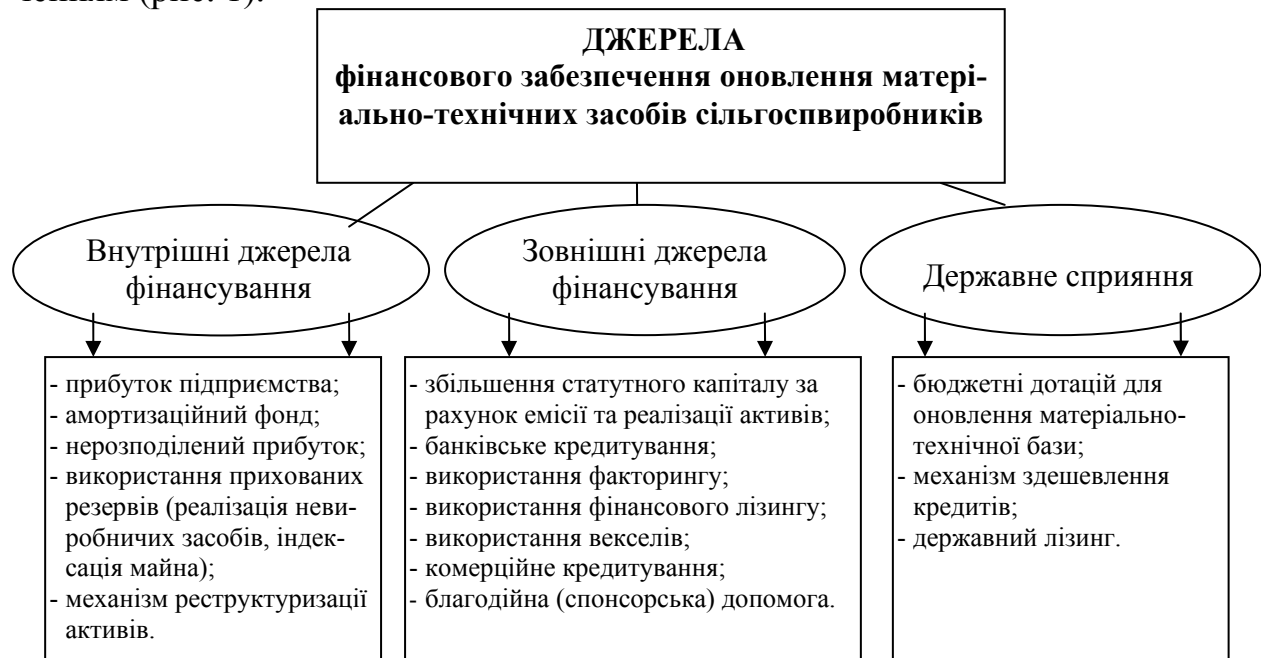 ченням (рис. 1).
ДЖЕРЕЛА
фінансового забезпечення оновлення матері-
ально-технічних засобів сільгоспвиробників
Внутрішні джерела
фінансування
Зовнішні джерела
фінансування
Державне сприяння
- прибуток підприємства;
- амортизаційний фонд;
- нерозподілений прибуток;
- використання прихованих
резервів (реалізація неви-
робничих засобів, індек-
сація майна);
- механізм реструктуризації
активів.
- збільшення статутного капіталу за
рахунок емісії та реалізації активів;
- банківське кредитування;
- використання факторингу;
- використання фінансового лізингу;
- використання векселів;
- комерційне кредитування;
- благодійна (спонсорська) допомога.
- бюджетні дотацій для
оновлення матеріально-
технічної бази;
- механізм здешевлення
кредитів;
- державний лізинг.